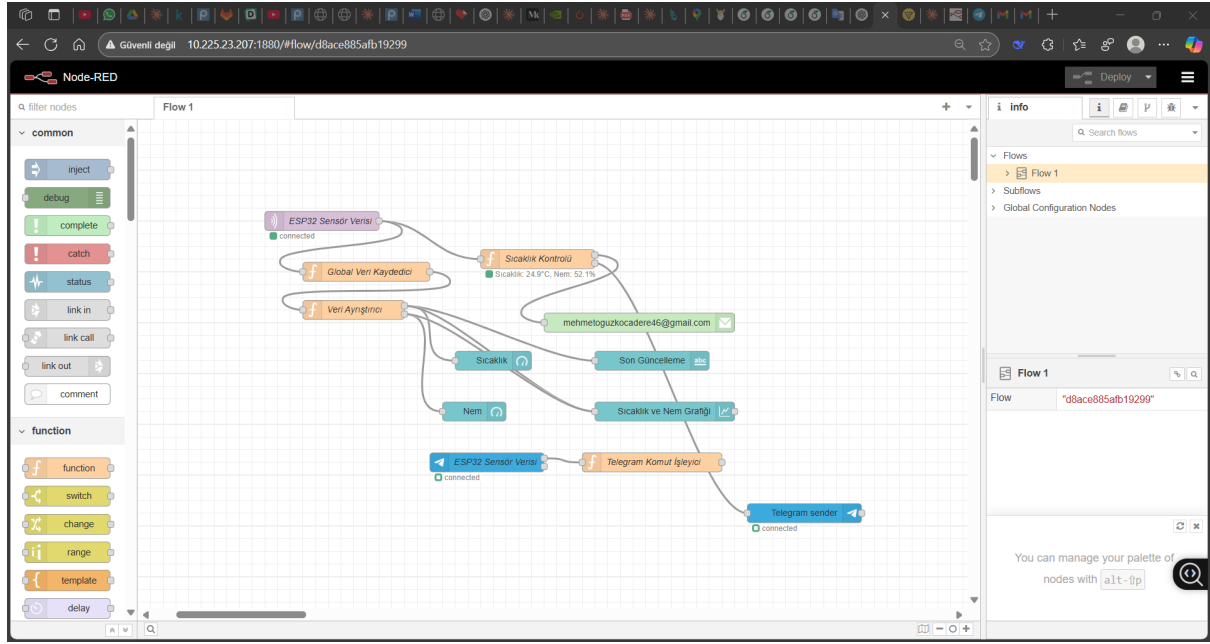 Güvenli değil 10.225.23.207:1880/#flow/d8ace885afb19299
Node-RED
Deploy
filter nodes
Flow 1
i info
Search flows
common
inject
debug
complete
catch
status
link in
link call
link out
comment
function
function
switch
change
range
template
delay
ESP32 Sensör Verisi
connected
Sıcaklık Kontrolü
Sıcaklık: 24.9°C, Nem: 52.1%
Global Veri Kaydedici
Veri Ayrıştırıcı
mehmetoguzkocadere46@gmail.com
Sıcaklık
Son Güncelleme abc
Nem
Sıcaklık ve Nem Grafiği
ESP32 Sensör Verisi
connected
Telegram Komut İşleyici
Telegram sender
connected
Flows
Flow 1
Subflows
Global Configuration Nodes
Flow 1
Flow "d8ace885afb19299"
You can manage your palette of
nodes with alt-⇧p